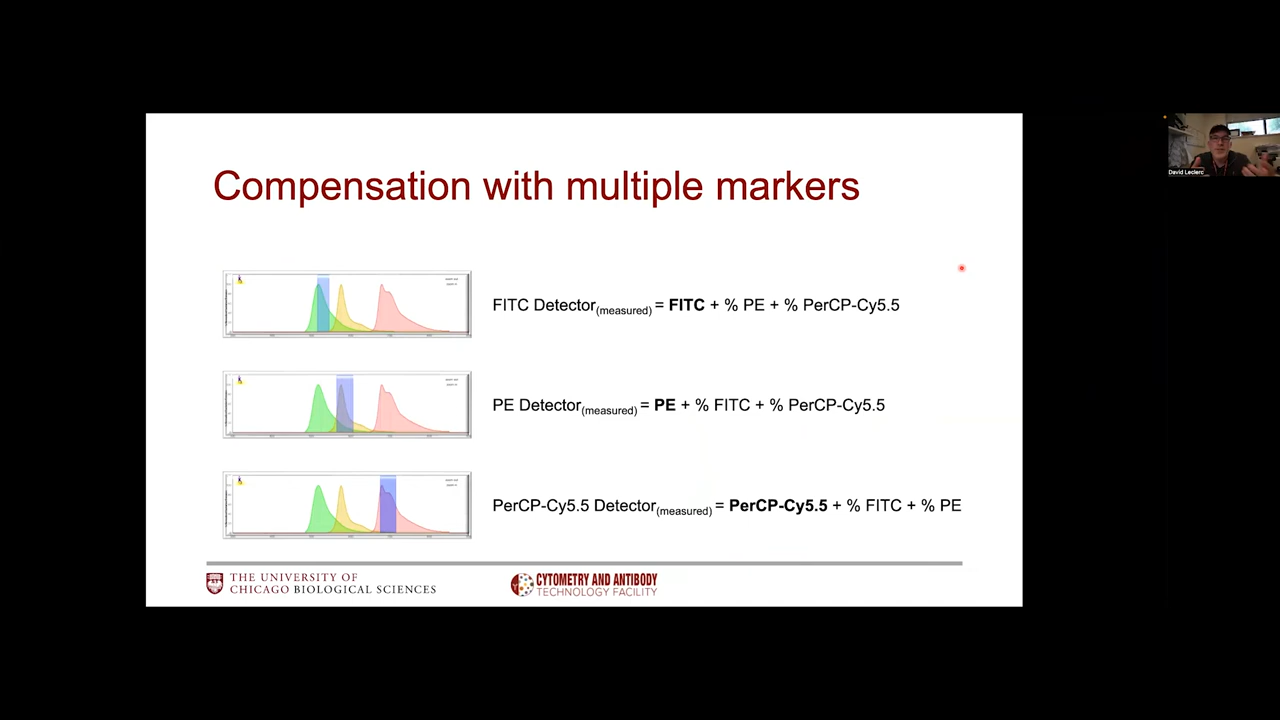 Compensation with multiple markers
David Leclerc
FITC Detector(measured) = FITC + % PE + % PerCP-Cy5.5
PE Detector(measured) = PE + % FITC + % PerCP-Cy5.5
PerCP-Cy5.5 Detector(measured) = PerCP-Cy5.5 + % FITC + % PE
THE UNIVERSITY OF
CHICAGO BIOLOGICAL SCIENCES
CYTOMETRY AND ANTIBODY
TECHNOLOGY FACILITY